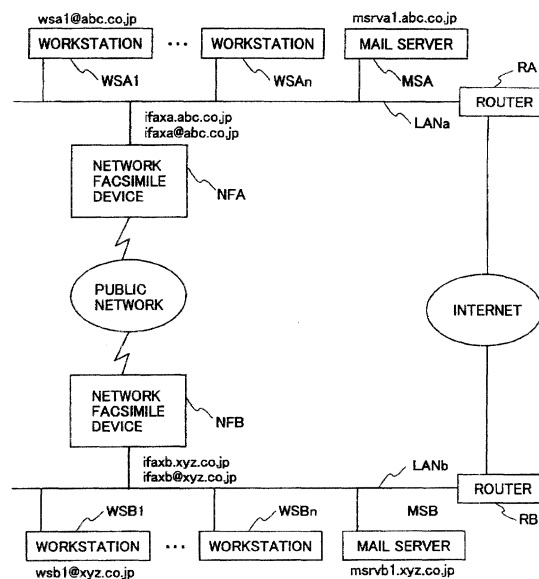 wsa1@abc.co.jp
msrva1.abc.co.jp
WORKSTATION
...
WORKSTATION
MAIL SERVER
RA
WSA1
WSAn
MSA
ROUTER
ifaxa.abc.co.jp
ifaxa@abc.co.jp
LANa
NETWORK
FACSIMILE
DEVICE
NFA
PUBLIC
NETWORK
INTERNET
NETWORK
FACSIMILE
DEVICE
NFB
ifaxb.xyz.co.jp
ifaxb@xyz.co.jp
LANb
ROUTER
WSB1
WSBn
MSB
RB
WORKSTATION
...
WORKSTATION
MAIL SERVER
wsb1@xyz.co.jp
msrvb1.xyz.co.jp